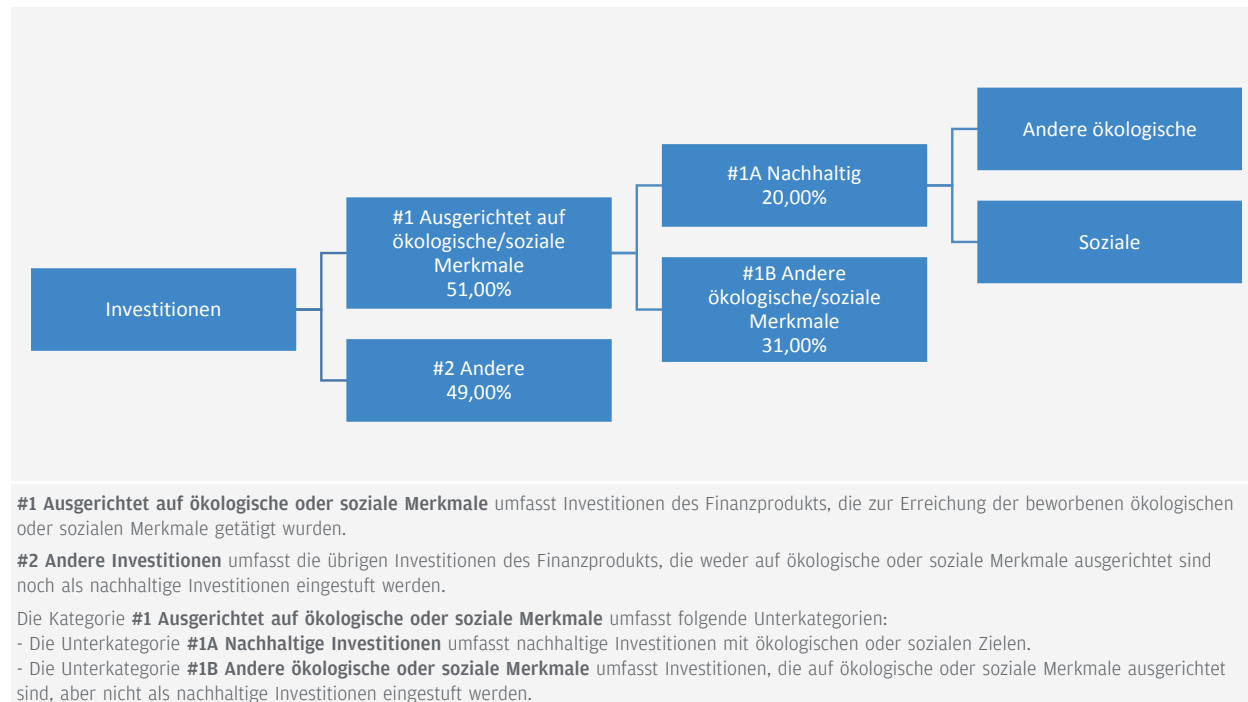 Investitionen
#1 Ausgerichtet auf
ökologische/soziale
Merkmale
51,00%
#2 Andere
49,00%
#1A Nachhaltig
20,00%
#1B Andere
ökologische/soziale
Merkmale
31,00%
Andere ökologische
Soziale
#1 Ausgerichtet auf ökologische oder soziale Merkmale umfasst Investitionen des Finanzprodukts, die zur Erreichung der beworbenen ökologischen
oder sozialen Merkmale getätigt wurden.
#2 Andere Investitionen umfasst die übrigen Investitionen des Finanzprodukts, die weder auf ökologische oder soziale Merkmale ausgerichtet sind
noch als nachhaltige Investitionen eingestuft werden.
Die Kategorie #1 Ausgerichtet auf ökologische oder soziale Merkmale umfasst folgende Unterkategorien:
- Die Unterkategorie #1A Nachhaltige Investitionen umfasst nachhaltige Investitionen mit ökologischen oder sozialen Zielen.
- Die Unterkategorie #1B Andere ökologische oder soziale Merkmale umfasst Investitionen, die auf ökologische oder soziale Merkmale ausgerichtet
sind, aber nicht als nachhaltige Investitionen eingestuft werden.